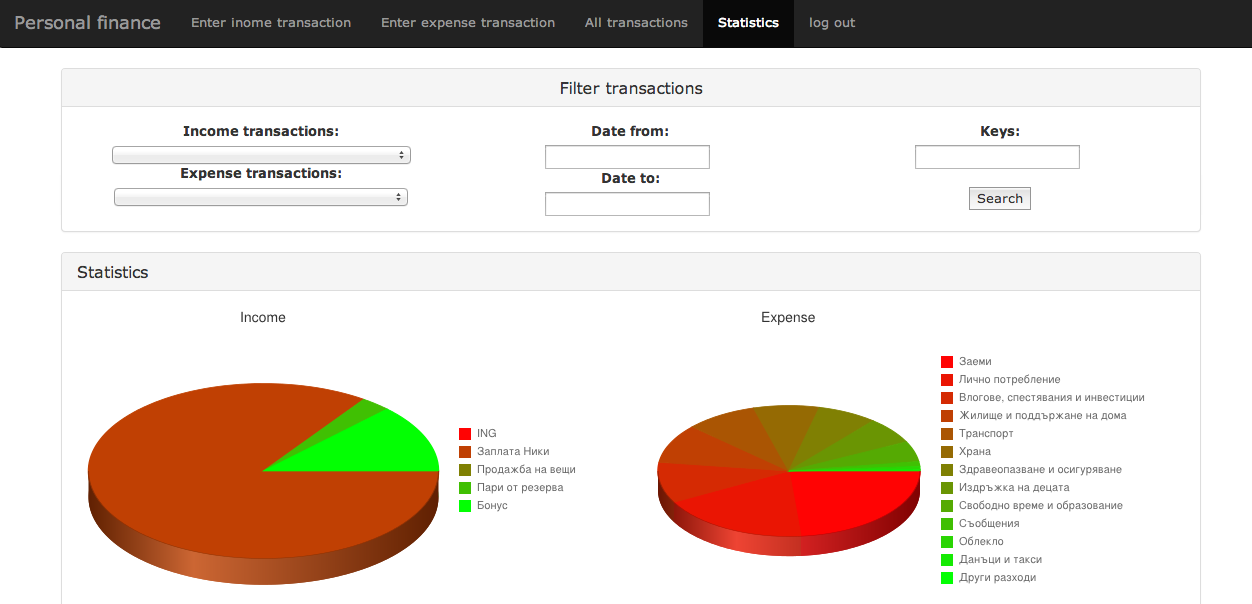 Personal finance
Enter inome transaction
Enter expense transaction
All transactions
Statistics
log out
Filter transactions
Income transactions:
Expense transactions:
Date from:
Date to:
Keys:
Search
Statistics
Income
ING
Заплата Ники
Продажба на вещи
Пари от резерва
Бонус
Expense
Заеми
Лично потребление
Влогове, спестявания и инвестиции
Жилище и поддържане на дома
Транспорт
Храна
Здравеопазване и осигуряване
Издръжка на децата
Свободно време и образование
Съобщения
Облекло
Данъци и такси
Други разходи